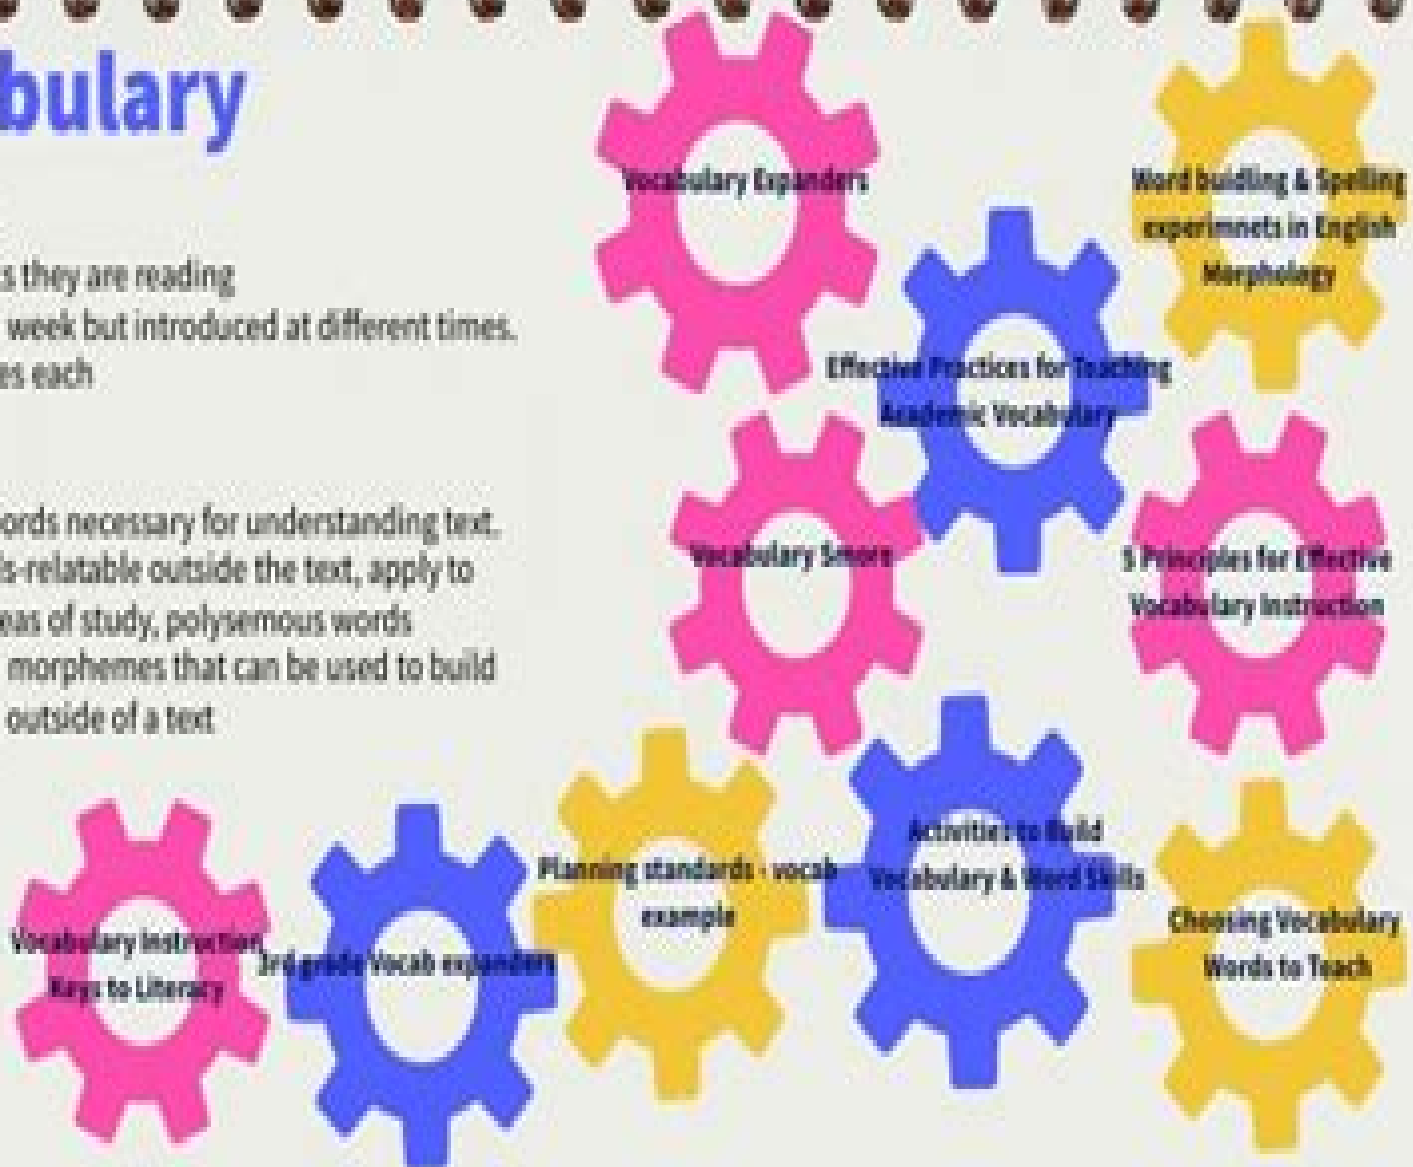 bulary
s they are reading
week but introduced at different times.
es each
ords necessary for understanding text.
ls-relatable outside the text, apply to
eas of study, polysemous words
morphemes that can be used to build
outside of a text
Vocabulary Expanders
Word buidling & Spelling
experimnets in English
Morphology
Effective Practices for Teaching
Academic Vocabulary
Vocabulary Smore
5 Principles for Effective
Vocabulary Instruction
Vocabulary Instruction
Keys to Literacy
3rd grade Vocab expanders
Planning standards - vocab
example
Activities to Build
Vocabulary & Word Skills
Choosing Vocabulary
Words to Teach